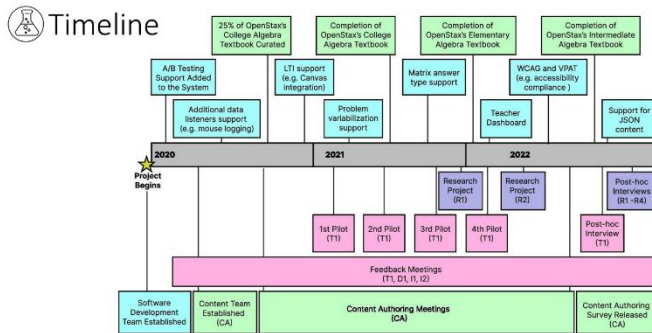 Timeline
25% of OpenStax's
College Algebra
Textbook Curated
Completion of
OpenStax's College
Algebra Textbook
Completion of
OpenStax's Elementary
Algebra Textbook
Completion of
OpenStax's Intermediate
Algebra Textbook
A/B Testing
Support Added
to the System
LTI support
(e.g. Canvas
integration)
Matrix answer
type support
WCAG and VPAT
(e.g. accessibility
compliance )
Additional data
listeners support
(e.g. mouse logging)
Problem
variabilization
support
Teacher
Dashboard
Support for
JSON
content
2020
2021
2022
Project
Begins
Research
Project
(R1)
Research
Project
(R2)
Post-hoc
Interviews
(R1 -R4)
1st Pilot
(T1)
2nd Pilot
(T1)
3rd Pilot
(T1)
4th Pilot
(T1)
Post-hoc
Interview
(T1)
Feedback Meetings
(T1, D1, I1, I2)
Software
Development
Team Established
Content Team
Established
(CA)
Content Authoring Meetings
(CA)
Content Authoring
Survey Released
(CA)